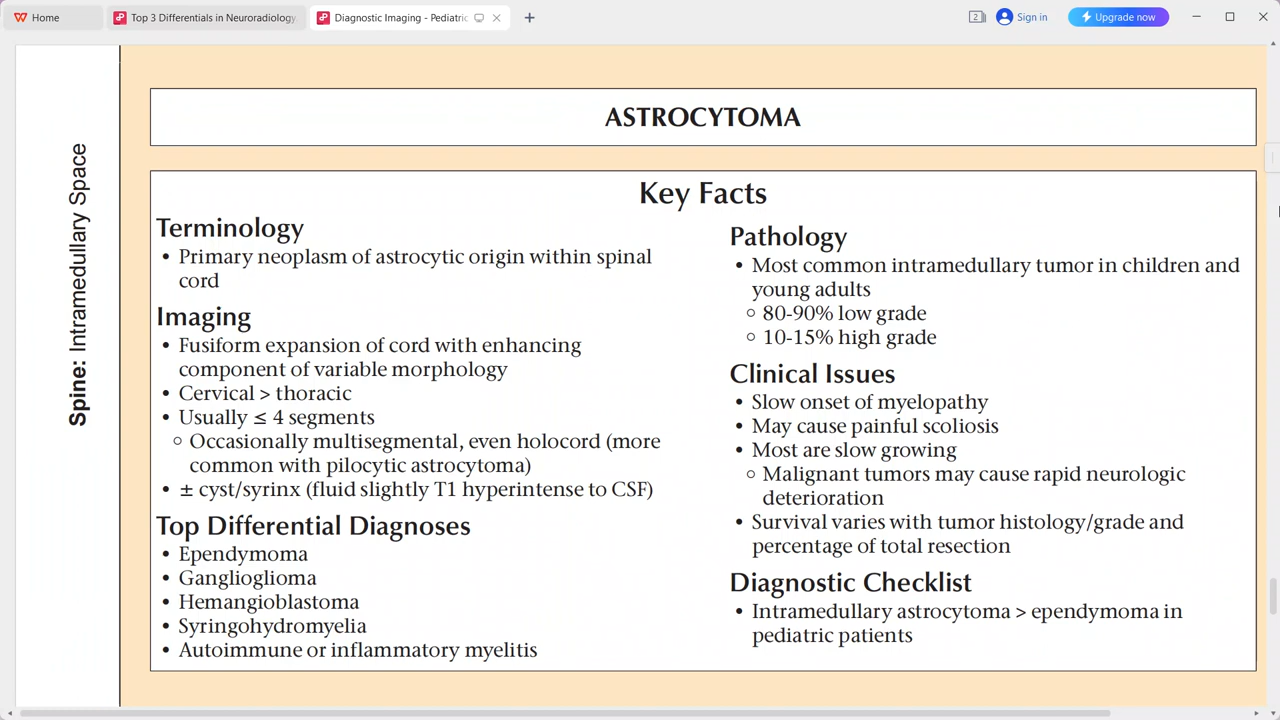 Home
Top 3 Differentials in Neuroradiology.
Diagnostic Imaging - Pediatric
2
Sign in
Upgrade now
Spine: Intramedullary Space
ASTROCYTOMA
Key Facts
Terminology
• Primary neoplasm of astrocytic origin within spinal
cord
Imaging
• Fusiform expansion of cord with enhancing
component of variable morphology
• Cervical > thoracic
• Usually ≤ 4 segments
○ Occasionally multisegmental, even holocord (more
common with pilocytic astrocytoma)
• ± cyst/syrinx (fluid slightly T1 hyperintense to CSF)
Top Differential Diagnoses
• Ependymoma
• Ganglioglioma
• Hemangioblastoma
• Syringohydromyelia
• Autoimmune or inflammatory myelitis
Pathology
• Most common intramedullary tumor in children and
young adults
○ 80-90% low grade
○ 10-15% high grade
Clinical Issues
• Slow onset of myelopathy
• May cause painful scoliosis
• Most are slow growing
○ Malignant tumors may cause rapid neurologic
deterioration
• Survival varies with tumor histology/grade and
percentage of total resection
Diagnostic Checklist
• Intramedullary astrocytoma > ependymoma in
pediatric patients